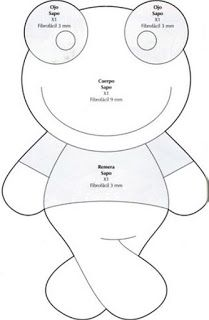 Ojo
Sapo
X1
Fibrofácil 3 mm
Ojo
Sapo
X1
Fibrofácil 3 mm
Cuerpo
Sapo
X1
Fibrofácil 9 mm
Remera
Sapo
X1
Fibrofácil 3 mm